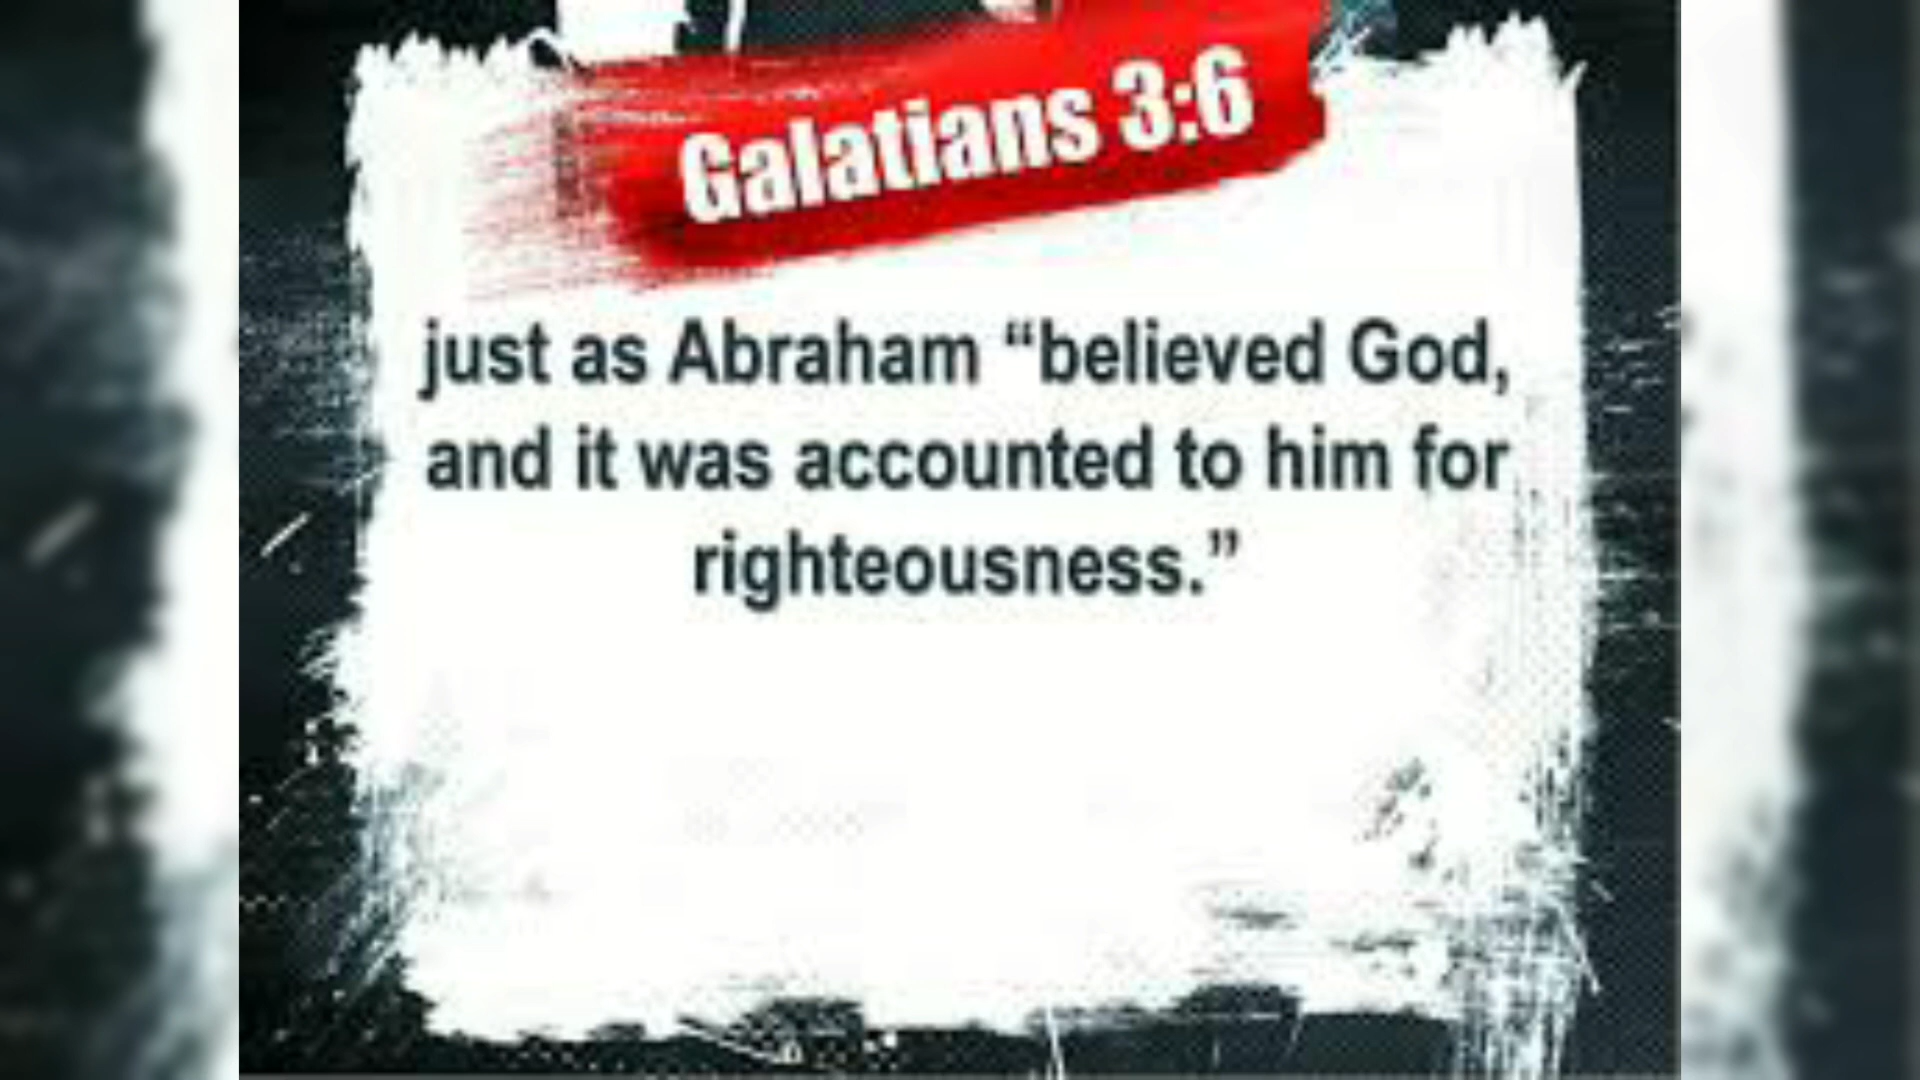 Galatians 3:6
just as Abraham “believed God,
and it was accounted to him for
righteousness.”